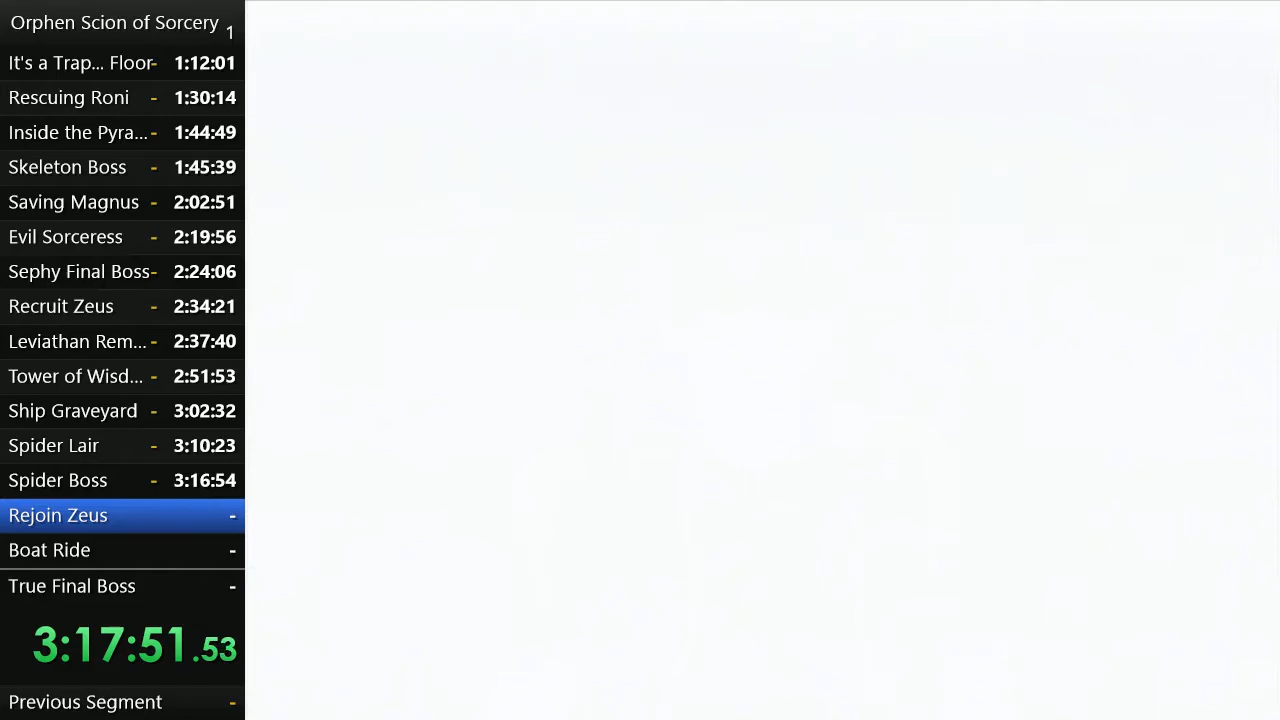 Orphen Scion of Sorcery 1
It's a Trap... Floor - 1:12:01
Rescuing Roni - 1:30:14
Inside the Pyra... - 1:44:49
Skeleton Boss - 1:45:39
Saving Magnus - 2:02:51
Evil Sorceress - 2:19:56
Sephy Final Boss - 2:24:06
Recruit Zeus - 2:34:21
Leviathan Rem... - 2:37:40
Tower of Wisd... - 2:51:53
Ship Graveyard - 3:02:32
Spider Lair - 3:10:23
Spider Boss - 3:16:54
Rejoin Zeus -
Boat Ride -
True Final Boss -
3:17:51.53
Previous Segment -